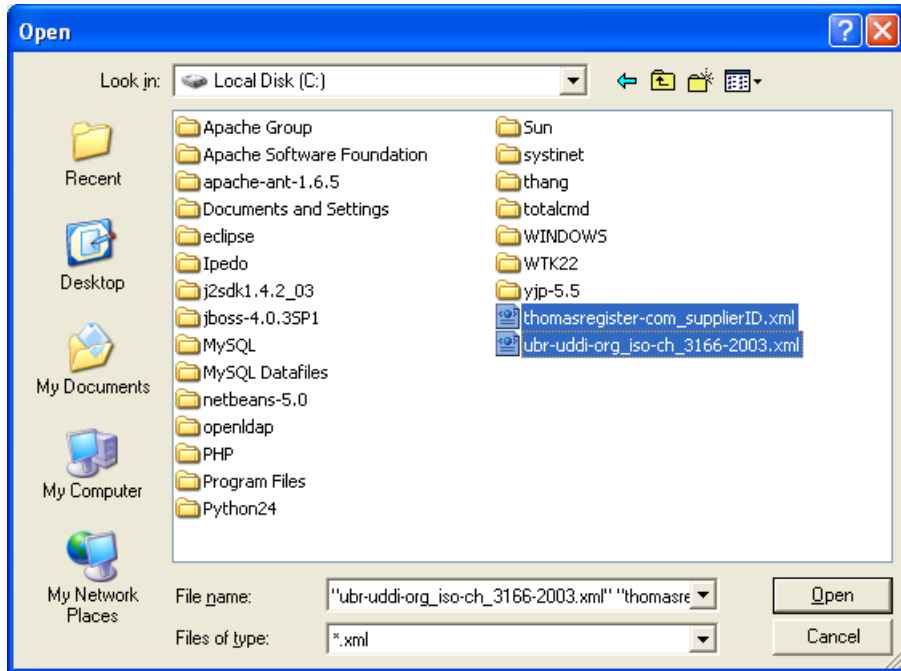 Open
Look in: Local Disk (C:)
Recent
Desktop
My Documents
My Computer
My Network
Places
Apache Group
Apache Software Foundation
apache-ant-1.6.5
Documents and Settings
eclipse
Ipedo
j2sdk1.4.2_03
jboss-4.0.3SP1
MySQL
MySQL Datafiles
netbeans-5.0
openldap
PHP
Program Files
Python24
Sun
systinet
thang
totalcmd
WINDOWS
WTK22
yjp-5.5
thomasregister-com_supplierID.xml
ubr-uddi-org_iso-ch_3166-2003.xml
File name: "ubr-uddi-org_iso-ch_3166-2003.xml" "thomasre
Open
Files of type: *.xml
Cancel